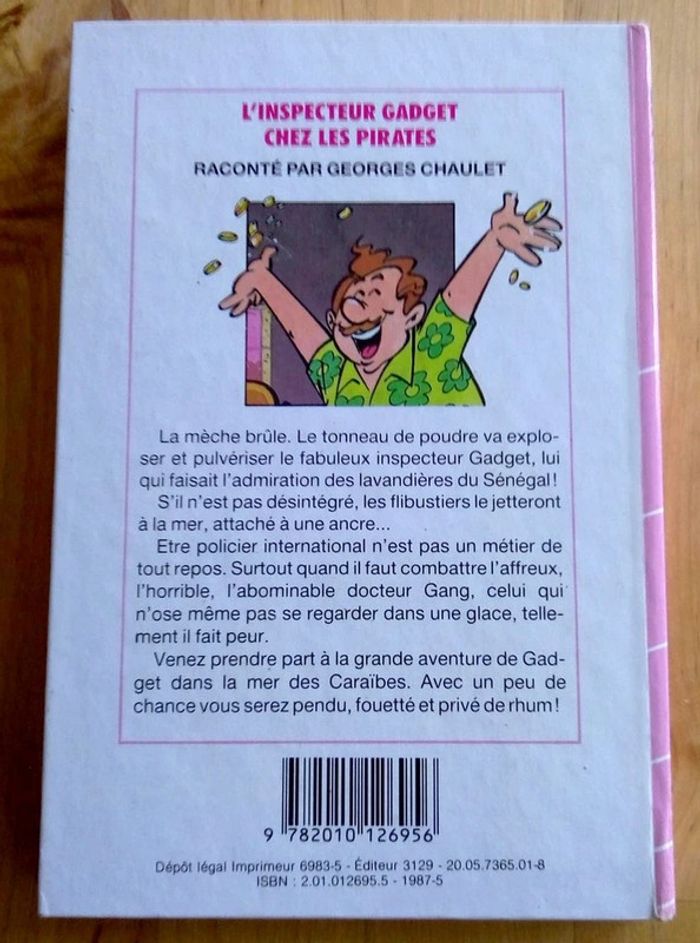 L'INSPECTEUR GADGET
CHEZ LES PIRATES
RACONTÉ PAR GEORGES CHAULET
La mèche brûle. Le tonneau de poudre va explo-
ser et pulvériser le fabuleux inspecteur Gadget, lui
qui faisait l'admiration des lavandières du Sénégal!
S'il n'est pas désintégré, les flibustiers le jetteront
à la mer, attaché à une ancre...
Etre policier international n'est pas un métier de
tout repos. Surtout quand il faut combattre l'affreux,
l'horrible, l'abominable docteur Gang, celui qui
n'ose même pas se regarder dans une glace, telle-
ment il fait peur.
Venez prendre part à la grande aventure de Gad-
get dans la mer des Caraïbes. Avec un peu de
chance vous serez pendu, fouetté et privé de rhum!
9 782010 126956
Dépôt légal Imprimeur 6983-5 - Éditeur 3129 - 20.05.7365.01-8
ISBN : 2.01.012695.5 - 1987-5